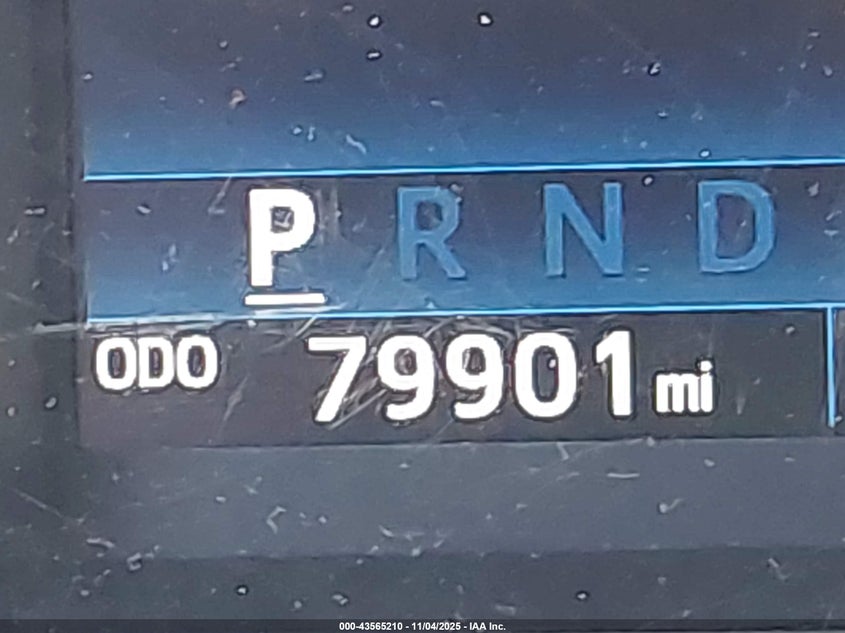 P R N D
ODO 79901 mi
000-43565210 - 11/04/2025 - IAA Inc.